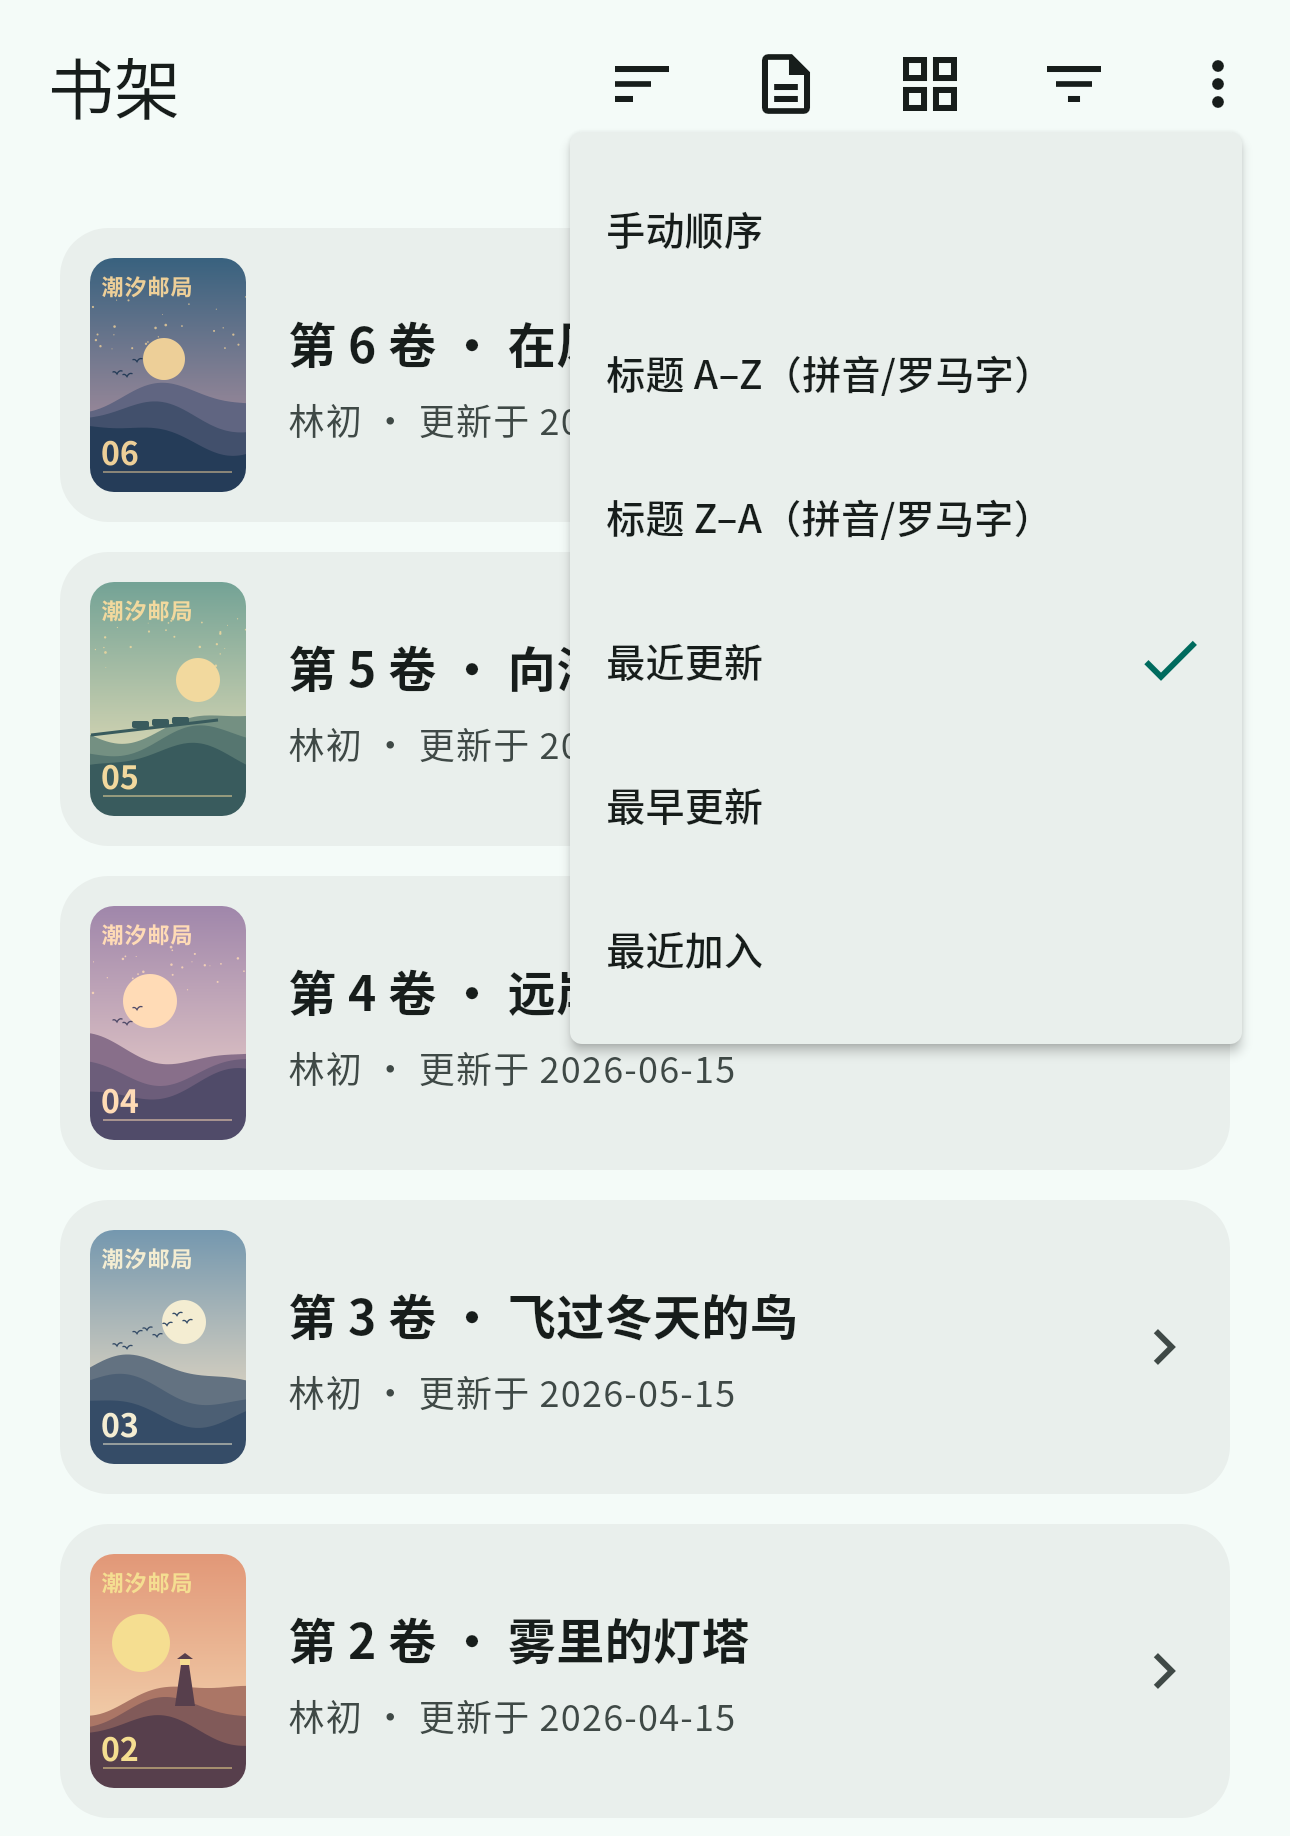 书架
手动顺序
标题 A–Z（拼音/罗马字）
标题 Z–A（拼音/罗马字）
最近更新
最早更新
最近加入
潮汐邮局
06
第 6 卷 · 在
林初 · 更新于 20
潮汐邮局
05
第 5 卷 · 向
林初 · 更新于 20
潮汐邮局
04
第 4 卷 · 远
林初 · 更新于 2026-06-15
潮汐邮局
03
第 3 卷 · 飞过冬天的鸟
林初 · 更新于 2026-05-15
潮汐邮局
02
第 2 卷 · 雾里的灯塔
林初 · 更新于 2026-04-15